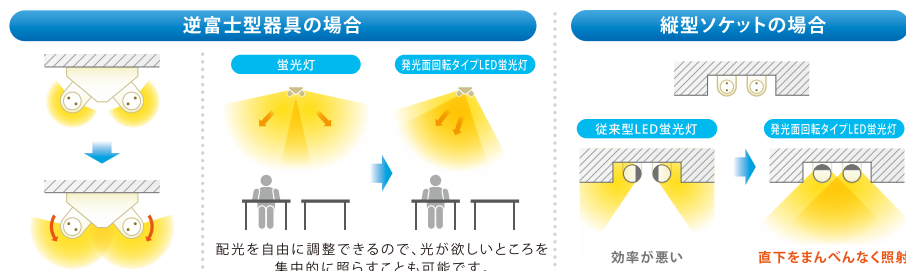 逆富士型器具の場合
蛍光灯
発光面回転タイプLED蛍光灯
配光を自由に調整できるので、光が欲しいところを
集中的に照らすことも可能です。
縦型ソケットの場合
従来型LED蛍光灯
発光面回転タイプLED蛍光灯
効率が悪い
直下をまんべんなく照射